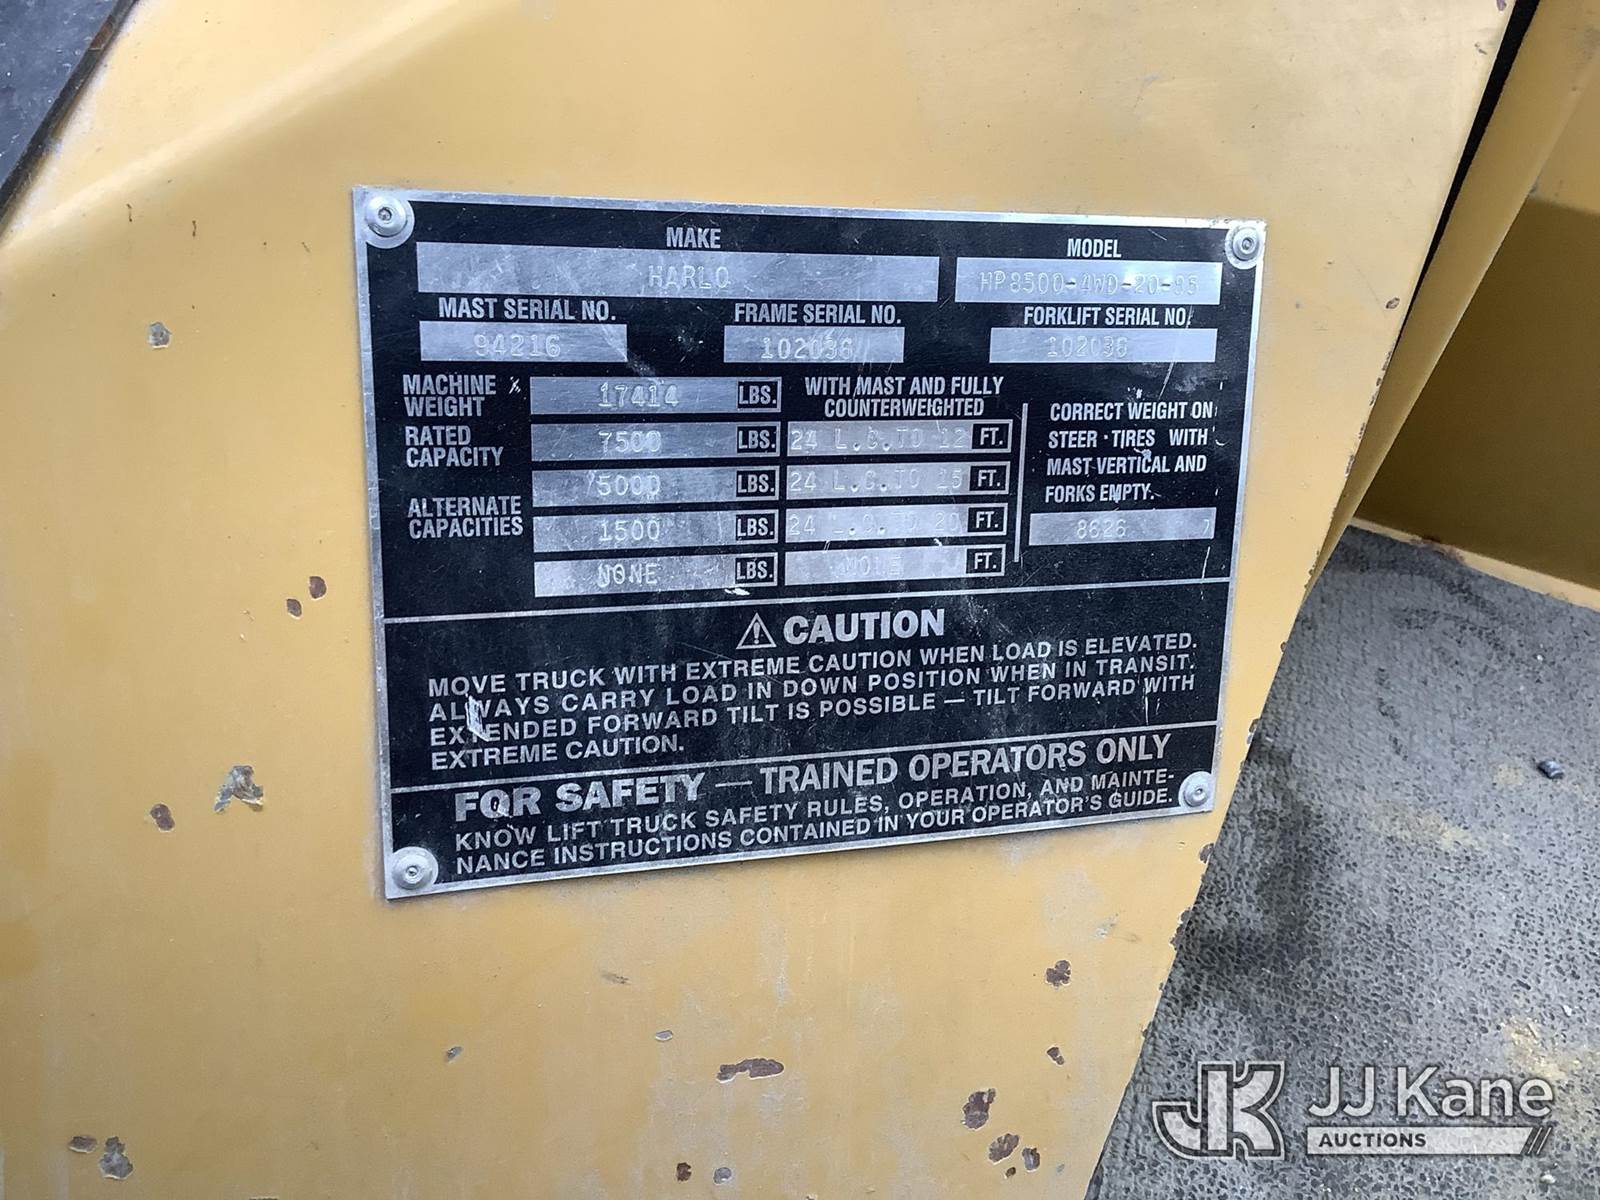 MAKE
HARLO
MODEL
HP8500-4WD-20-95
MAST SERIAL NO.
94216
FRAME SERIAL NO.
102036
FORKLIFT SERIAL NO.
102036
MACHINE WEIGHT
17414 LBS.
WITH MAST AND FULLY
COUNTERWEIGHTED
RATED CAPACITY
7500 LBS. 24 L.C.TO 12 FT.
5000 LBS. 24 L.C.TO 15 FT.
ALTERNATE CAPACITIES
1500 LBS. 24 L.C.TO 20 FT.
NONE LBS. NONE FT.
CORRECT WEIGHT ON
STEER TIRES WITH
MAST VERTICAL AND
FORKS EMPTY.
8626
⚠ CAUTION
MOVE TRUCK WITH EXTREME CAUTION WHEN LOAD IS ELEVATED.
ALWAYS CARRY LOAD IN DOWN POSITION WHEN IN TRANSIT.
EXTENDED FORWARD TILT IS POSSIBLE — TILT FORWARD WITH
EXTREME CAUTION.
FOR SAFETY — TRAINED OPERATORS ONLY
KNOW LIFT TRUCK SAFETY RULES, OPERATION, AND MAINTE-
NANCE INSTRUCTIONS CONTAINED IN YOUR OPERATOR'S GUIDE.
JK JJ Kane
AUCTIONS